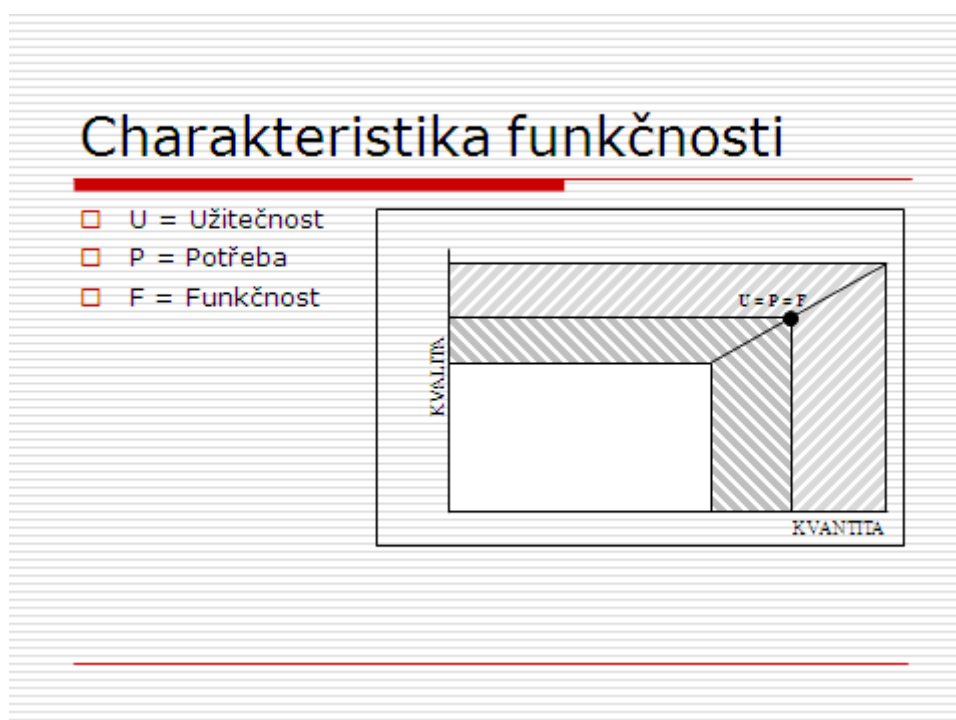 Charakteristika funkčnosti
U = Užitečnost
P = Potřeba
F = Funkčnost
U = P = F
KVALITA
KVANTITA